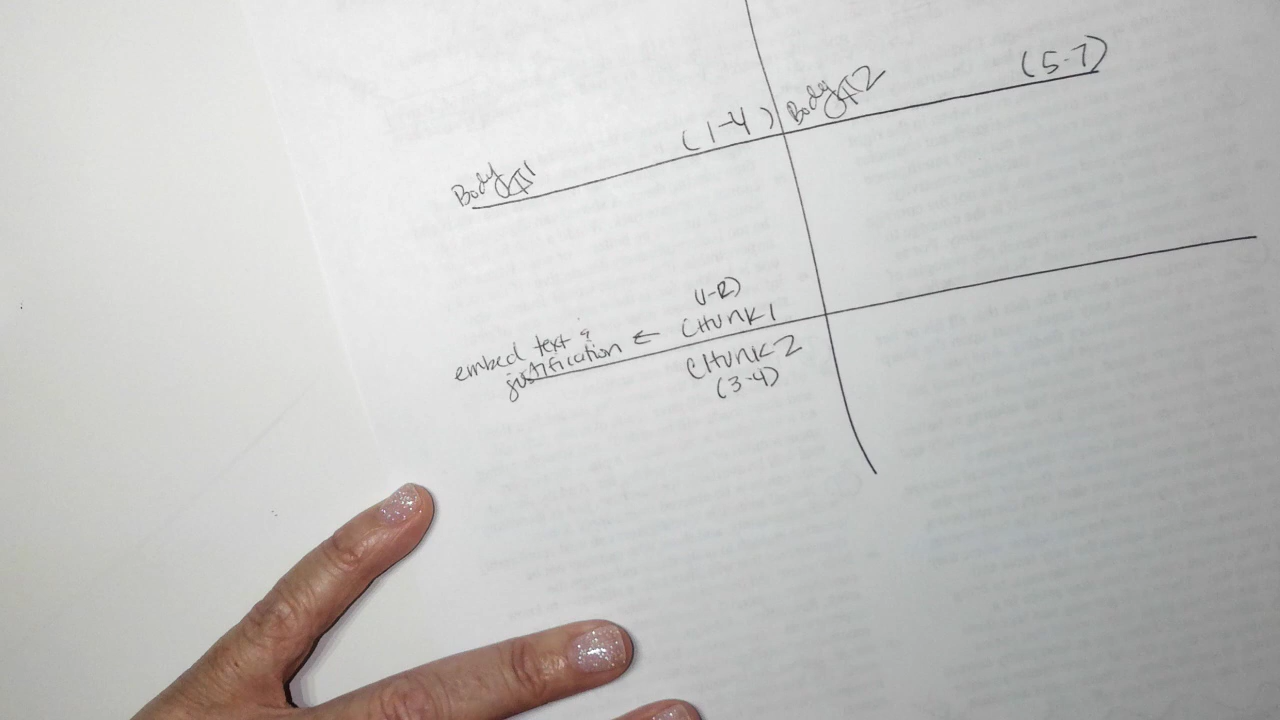 Body #1 (1-4)
Body #2 (5-7)
(1-2)
embed text & ← CHUNK 1
justification
CHUNK 2
(3-4)